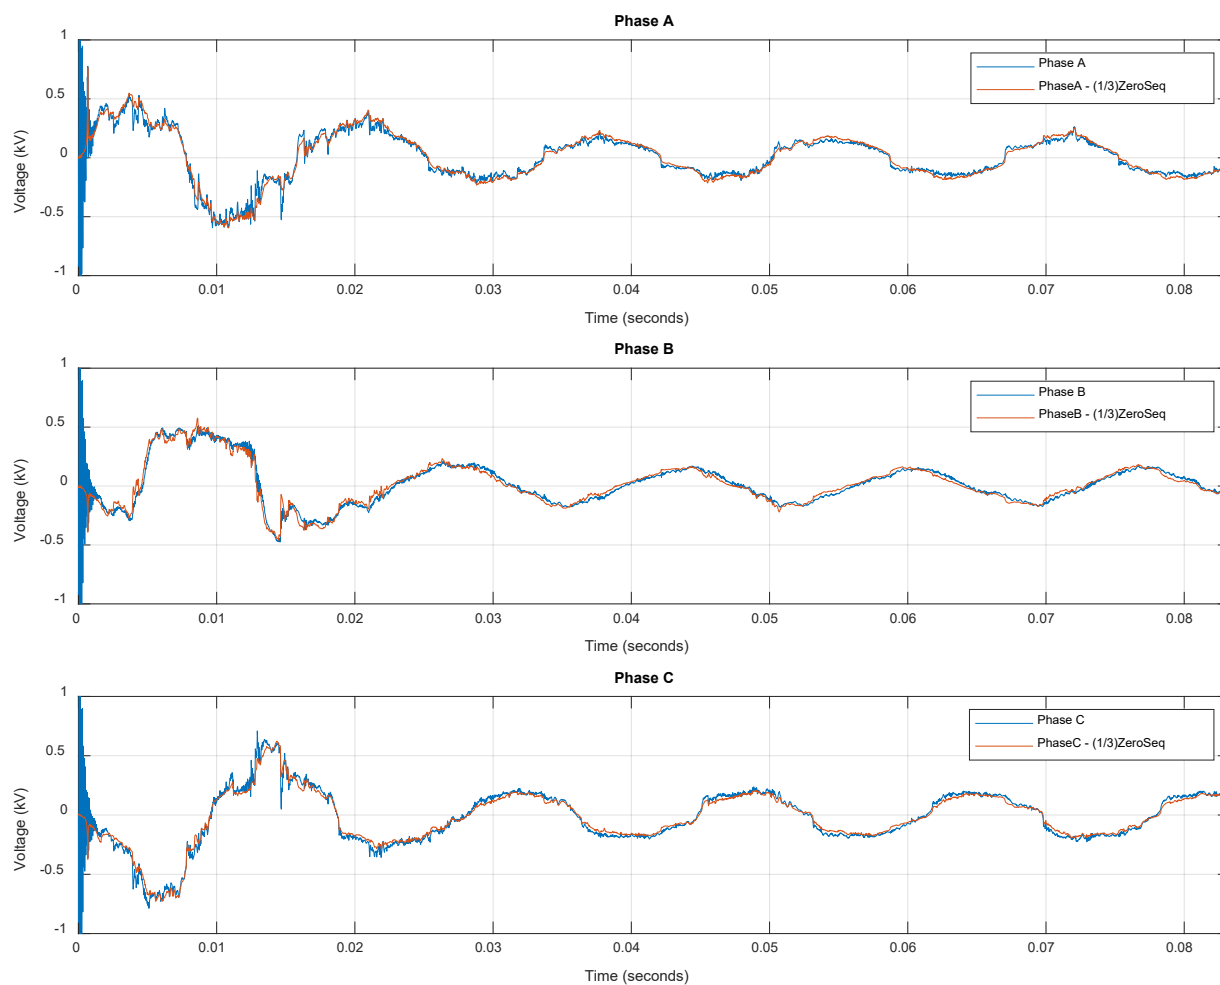 Phase A
1
0.5
0
-0.5
-1
Voltage (kV)
Phase A
PhaseA - (1/3)ZeroSeq
0 0.01 0.02 0.03 0.04 0.05 0.06 0.07 0.08
Time (seconds)
Phase B
1
0.5
0
-0.5
-1
Voltage (kV)
Phase B
PhaseB - (1/3)ZeroSeq
0 0.01 0.02 0.03 0.04 0.05 0.06 0.07 0.08
Time (seconds)
Phase C
1
0.5
0
-0.5
-1
Voltage (kV)
Phase C
PhaseC - (1/3)ZeroSeq
0 0.01 0.02 0.03 0.04 0.05 0.06 0.07 0.08
Time (seconds)